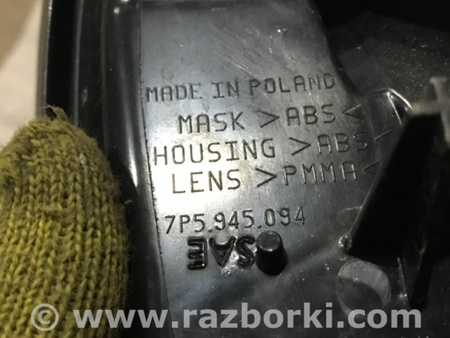 MADE IN POLAND
MASK >ABS<
HOUSING >ABS<
LENS >PMMA<
7P5.945.094
SAE
© www.razborki.com